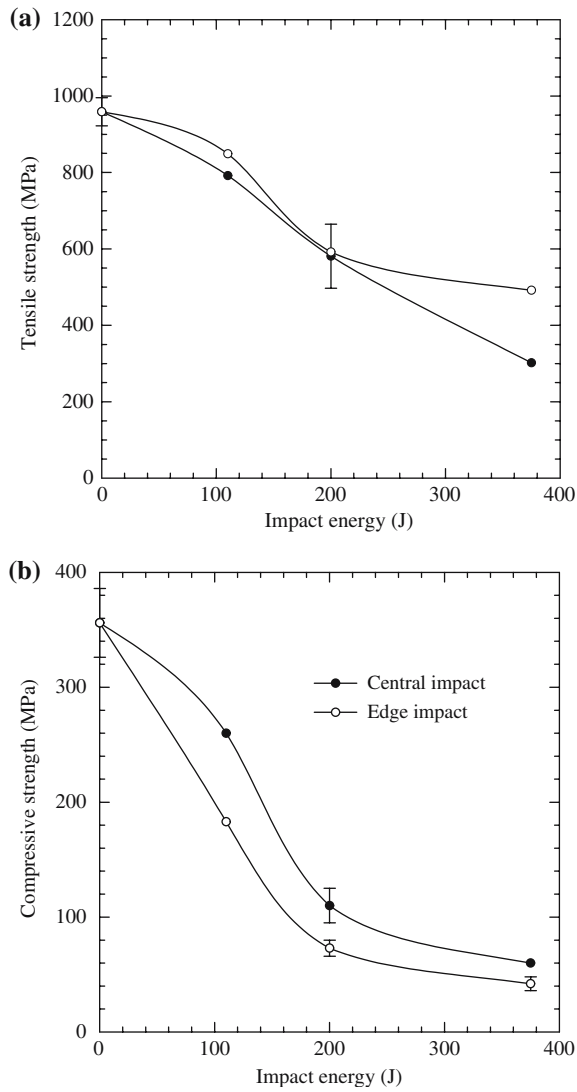 (a)
1200
1000
800
600
400
200
0
Tensile strength (MPa)
0 100 200 300 400
Impact energy (J)
(b)
400
300
200
100
0
Compressive strength (MPa)
Central impact
Edge impact
0 100 200 300 400
Impact energy (J)